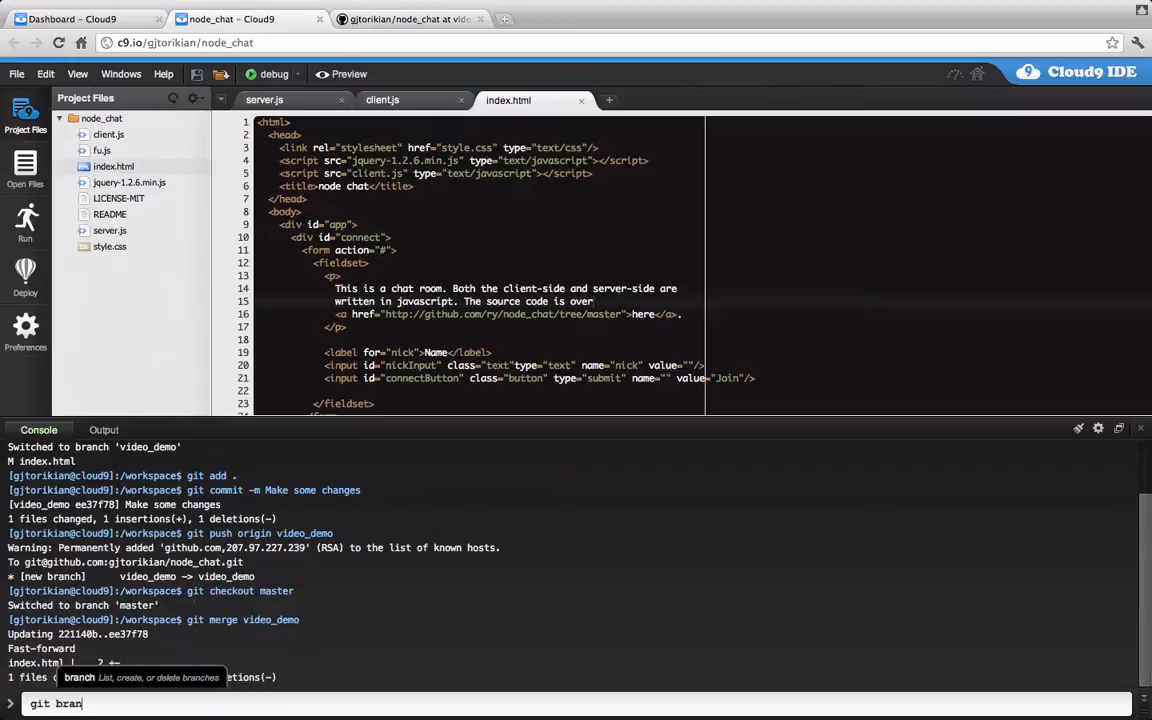 Dashboard - Cloud9
node_chat - Cloud9
gjtorikian/node_chat at vide
c9.io/gjtorikian/node_chat
File Edit View Windows Help debug Preview Cloud9 IDE
Project Files
Project Files
Open Files
Run
Deploy
Preferences
node_chat
client.js
fu.js
index.html
jquery-1.2.6.min.js
LICENSE-MIT
README
server.js
style.css
server.js client.js index.html
1 <html>
2 <head>
3 <link rel="stylesheet" href="style.css" type="text/css"/>
4 <script src="jquery-1.2.6.min.js" type="text/javascript"></script>
5 <script src="client.js" type="text/javascript"></script>
6 <title>node chat</title>
7 </head>
8 <body>
9 <div id="app">
10 <div id="connect">
11 <form action="#">
12 <fieldset>
13 <p>
14 This is a chat room. Both the client-side and server-side are
15 written in javascript. The source code is over
16 <a href="http://github.com/ry/node_chat/tree/master">here</a>.
17 </p>
18
19 <label for="nick">Name</label>
20 <input id="nickInput" class="text"type="text" name="nick" value=""/>
21 <input id="connectButton" class="button" type="submit" name="" value="Join"/>
22
23 </fieldset>
Console Output
Switched to branch 'video_demo'
M index.html
[gjtorikian@cloud9]:/workspace$ git add .
[gjtorikian@cloud9]:/workspace$ git commit -m Make some changes
[video_demo ee37f78] Make some changes
1 files changed, 1 insertions(+), 1 deletions(-)
[gjtorikian@cloud9]:/workspace$ git push origin video_demo
Warning: Permanently added 'github.com,207.97.227.239' (RSA) to the list of known hosts.
To git@github.com:gjtorikian/node_chat.git
* [new branch] video_demo -> video_demo
[gjtorikian@cloud9]:/workspace$ git checkout master
Switched to branch 'master'
[gjtorikian@cloud9]:/workspace$ git merge video_demo
Updating 221140b..ee37f78
Fast-forward
index.html | 2 +-
1 files etions(-)
branch List, create, or delete branches
> git bran